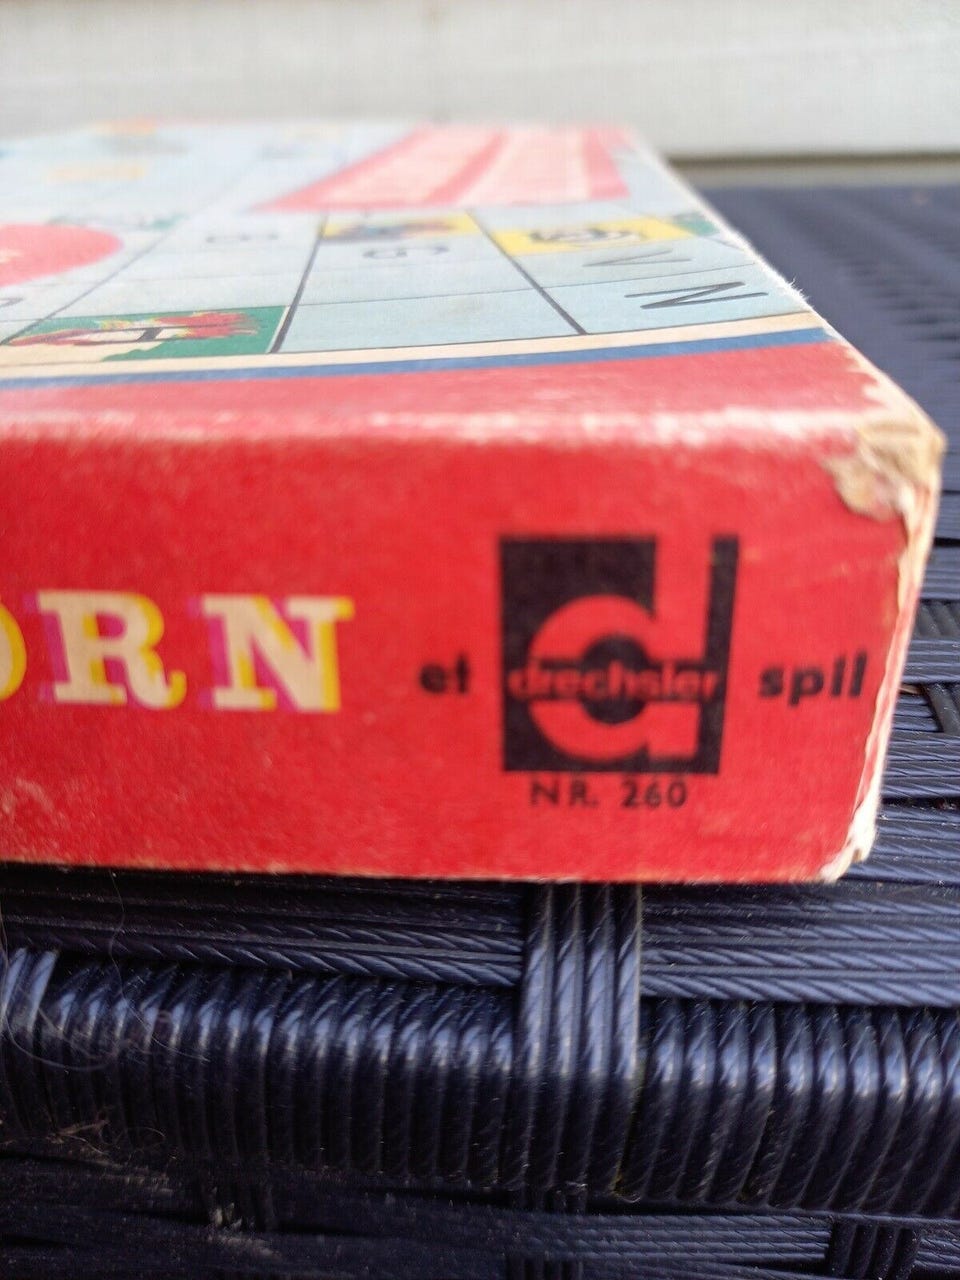 ORN
et drechsler spil
NR. 260